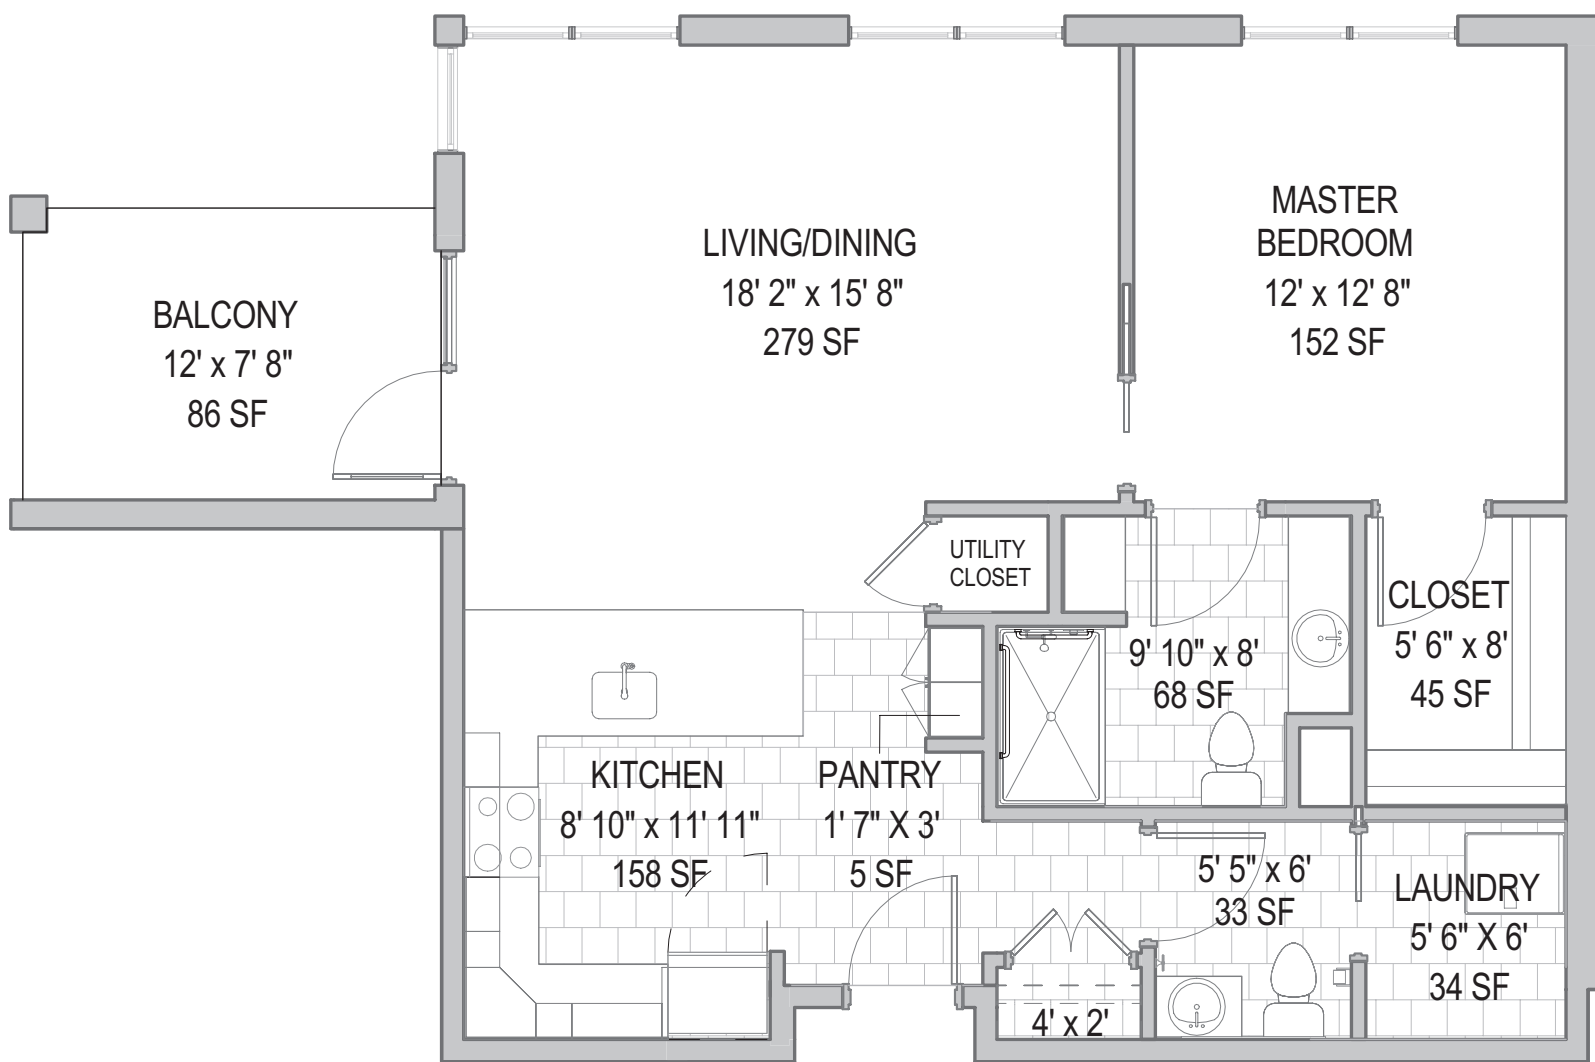 MASTER
BEDROOM
12' x 12' 8"
152 SF
LIVING/DINING
18' 2" x 15' 8"
279 SF
BALCONY
12' x 7' 8"
86 SF
UTILITY
CLOSET
CLOSET
5' 6" x 8'
45 SF
9' 10" x 8'
68 SF
KITCHEN
8' 10" x 11' 11"
158 SF
PANTRY
1' 7" X 3'
5 SF
5' 5" x 6'
33 SF
LAUNDRY
5' 6" X 6'
34 SF
4' x 2'